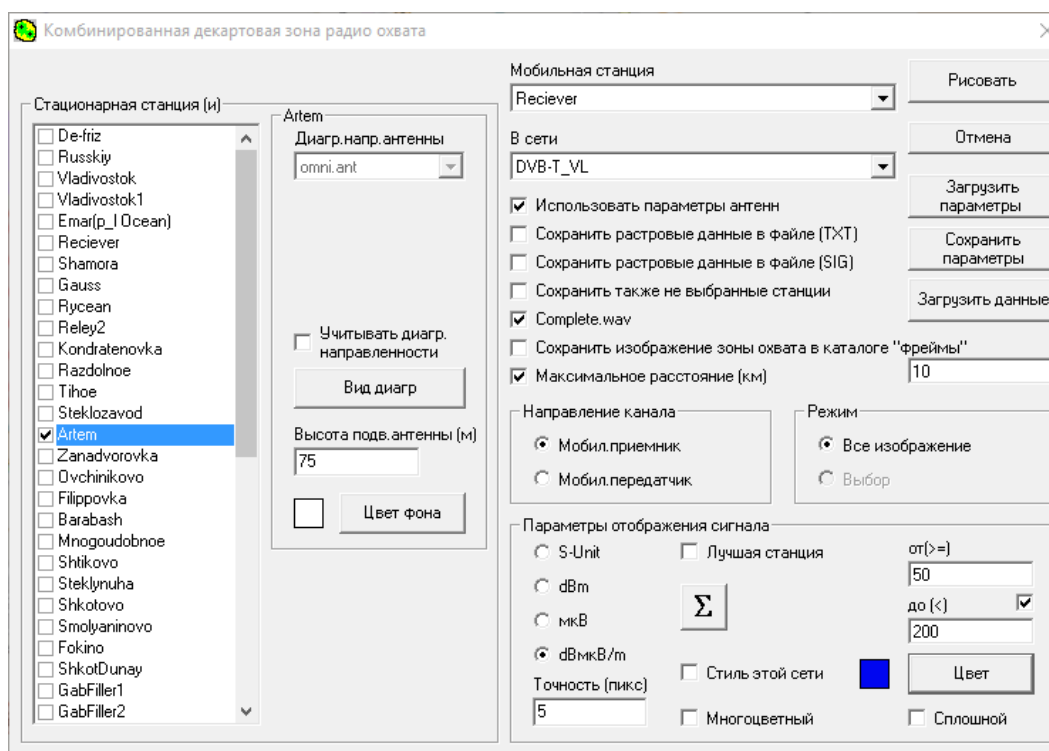 Комбинированная декартовая зона радио охвата
Стационарная станция (и)
De-friz
Russkiy
Vladivostok
Vladivostok1
Emar(p_l Ocean)
Reciever
Shamora
Gauss
Rycean
Reley2
Kondratenovka
Razdolnoe
Tihoe
Steklozavod
Artem
Zanadvorovka
Ovchinikovo
Filippovka
Barabash
Mnogoudobnoe
Shtikovo
Steklynuha
Shkotovo
Smolyaninovo
Fokino
ShkotDunay
GabFiller1
GabFiller2
Artem
Диагр.напр.антенны
omni.ant
Учитывать диагр.
направленности
Вид диагр
Высота подв.антенны (м)
75
Цвет фона
Мобильная станция
Reciever
В сети
DVB-T_VL
Использовать параметры антенн
Сохранить растровые данные в файле (TXT)
Сохранить растровые данные в файле (SIG)
Сохранить также не выбранные станции
Complete.wav
Сохранить изображение зоны охвата в каталоге "фреймы"
Максимальное расстояние (км)
10
Рисовать
Отмена
Загрузить
параметры
Сохранить
параметры
Загрузить данные
Направление канала
Мобил.приемник
Мобил.передатчик
Режим
Все изображение
Выбор
Параметры отображения сигнала
S-Unit
dBm
мкВ
dBмкВ/m
Точность (пикс)
5
Лучшая станция
Σ
Стиль этой сети
Многоцветный
от(>=)
50
до (<)
200
Цвет
Сплошной